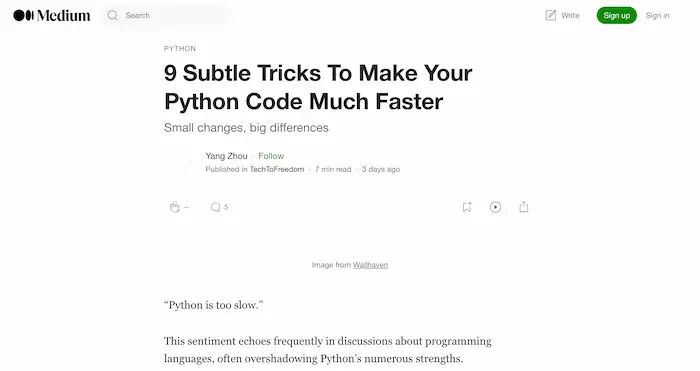 Medium
Search
Write
Sign up
Sign in
PYTHON
9 Subtle Tricks To Make Your
Python Code Much Faster
Small changes, big differences
Yang Zhou · Follow
Published in TechToFreedom · 7 min read · 3 days ago
--
5
Image from Wallhaven
“Python is too slow.”
This sentiment echoes frequently in discussions about programming
languages, often overshadowing Python’s numerous strengths.